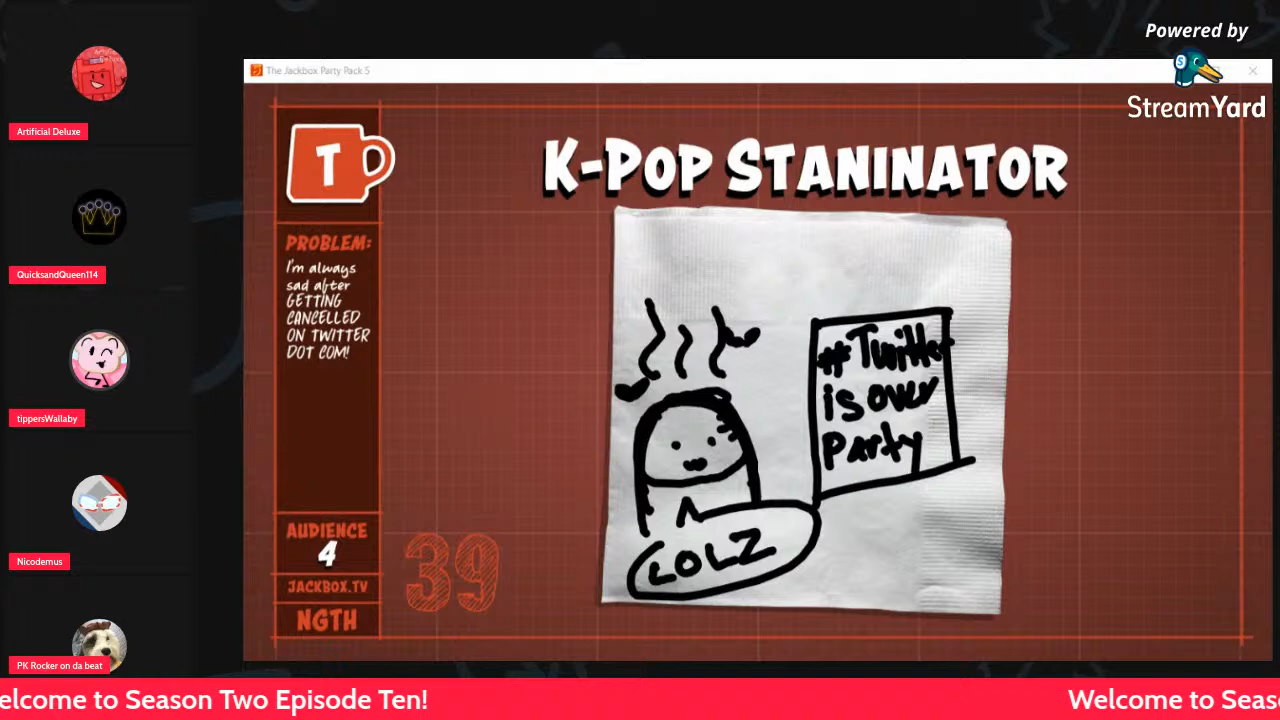 Powered by
StreamYard
The Jackbox Party Pack 5
T
K-POP STANINATOR
PROBLEM:
I'm always
sad after
GETTING
CANCELLED
ON TWITTER
DOT COM!
#Twitter
is over
Party
LOLZ
39
AUDIENCE
4
JACKBOX.TV
NGTH
Artificial Deluxe
QuicksandQueen114
tippersWallaby
Nicodemus
PK Rocker on da beat
elcome to Season Two Episode Ten!
Welcome to Seas